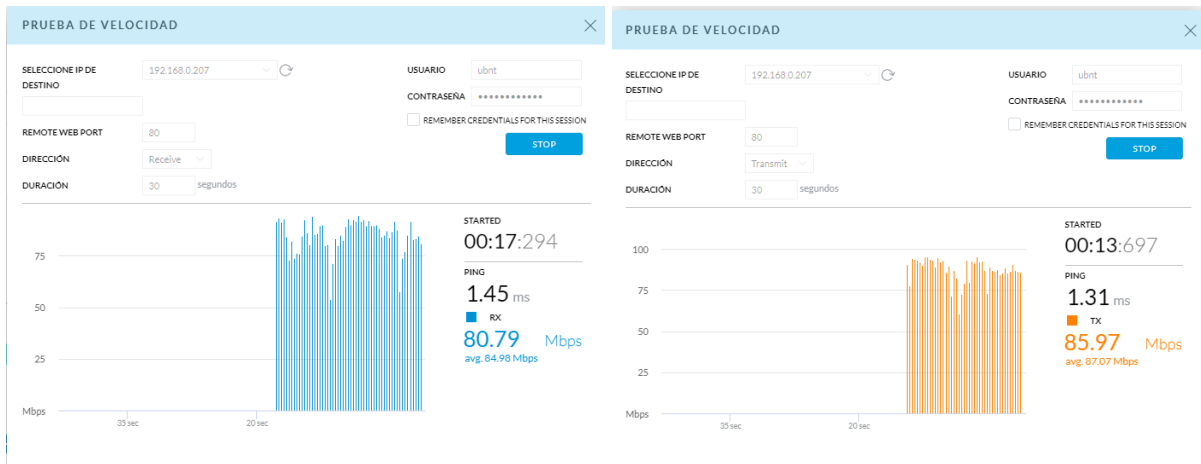 PRUEBA DE VELOCIDAD
SELECCIONE IP DE DESTINO
192.168.0.207
USUARIO
ubnt
CONTRASEÑA
••••••••••••
REMEMBER CREDENTIALS FOR THIS SESSION
REMOTE WEB PORT
80
STOP
DIRECCIÓN
Receive
DURACIÓN
30
segundos
STARTED
00:17:294
PING
1.45 ms
RX
80.79 Mbps
avg. 84.98 Mbps
75
50
25
Mbps
35 sec
20 sec
PRUEBA DE VELOCIDAD
SELECCIONE IP DE DESTINO
192.168.0.207
USUARIO
ubnt
CONTRASEÑA
••••••••••••
REMEMBER CREDENTIALS FOR THIS SESSION
REMOTE WEB PORT
80
STOP
DIRECCIÓN
Transmit
DURACIÓN
30
segundos
STARTED
00:13:697
PING
1.31 ms
TX
85.97 Mbps
avg. 87.07 Mbps
100
75
50
25
Mbps
35 sec
20 sec